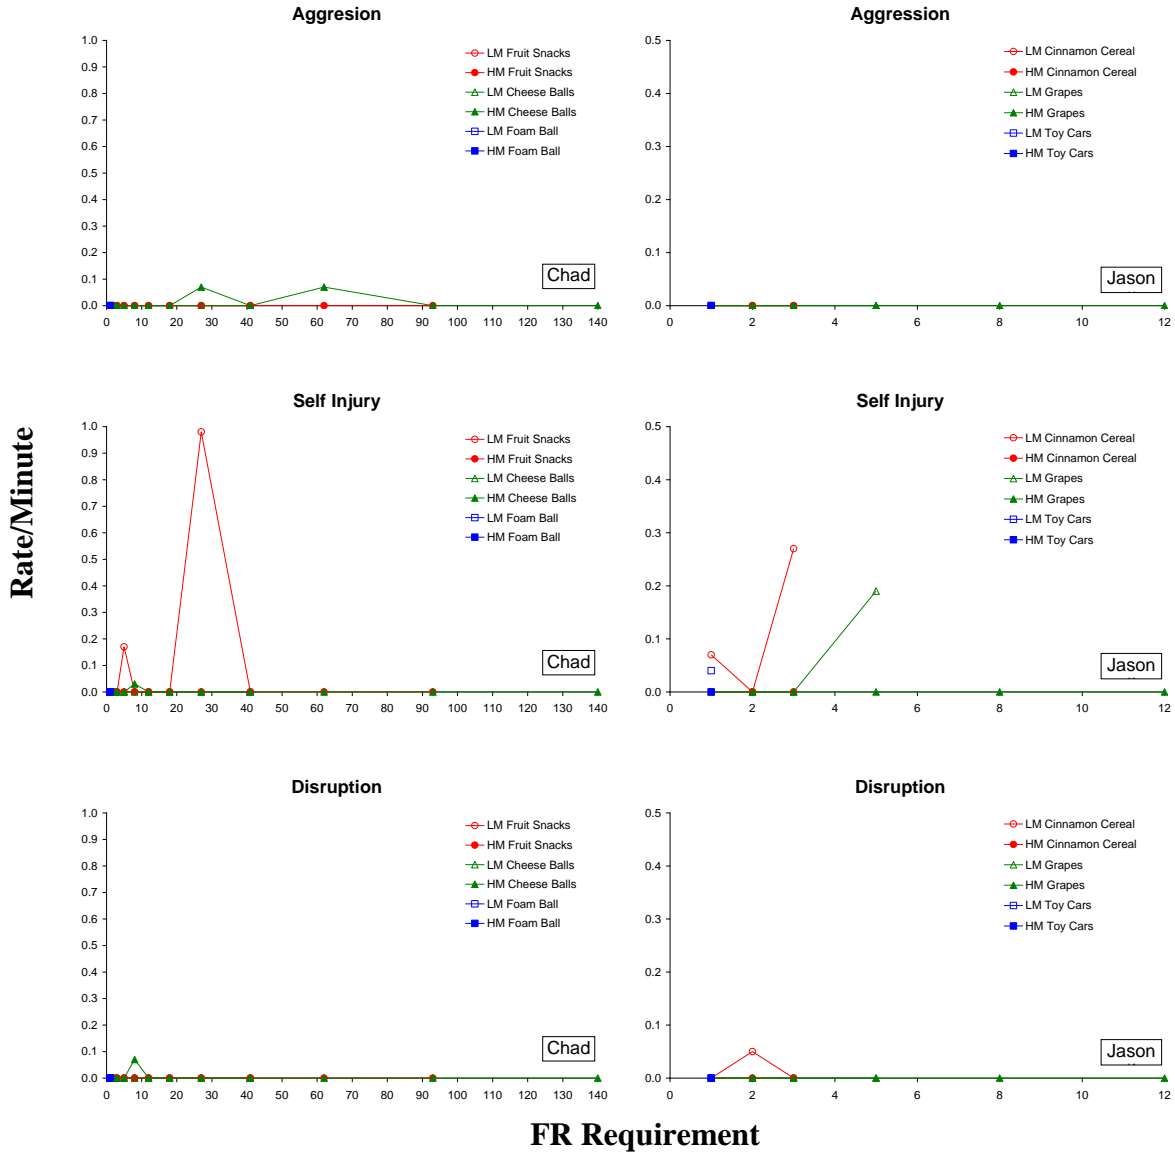 Aggresion
1.0
0.9
0.8
0.7
0.6
0.5
0.4
0.3
0.2
0.1
0.0
0 10 20 30 40 50 60 70 80 90 100 110 120 130 140
LM Fruit Snacks
HM Fruit Snacks
LM Cheese Balls
HM Cheese Balls
LM Foam Ball
HM Foam Ball
Chad
Aggression
0.5
0.4
0.3
0.2
0.1
0.0
0 2 4 6 8 10 12
LM Cinnamon Cereal
HM Cinnamon Cereal
LM Grapes
HM Grapes
LM Toy Cars
HM Toy Cars
Jason
Rate/Minute
Self Injury
1.0
0.9
0.8
0.7
0.6
0.5
0.4
0.3
0.2
0.1
0.0
0 10 20 30 40 50 60 70 80 90 100 110 120 130 140
LM Fruit Snacks
HM Fruit Snacks
LM Cheese Balls
HM Cheese Balls
LM Foam Ball
HM Foam Ball
Chad
Self Injury
0.5
0.4
0.3
0.2
0.1
0.0
0 2 4 6 8 10 12
LM Cinnamon Cereal
HM Cinnamon Cereal
LM Grapes
HM Grapes
LM Toy Cars
HM Toy Cars
Jason
Disruption
1.0
0.9
0.8
0.7
0.6
0.5
0.4
0.3
0.2
0.1
0.0
0 10 20 30 40 50 60 70 80 90 100 110 120 130 140
LM Fruit Snacks
HM Fruit Snacks
LM Cheese Balls
HM Cheese Balls
LM Foam Ball
HM Foam Ball
Chad
Disruption
0.5
0.4
0.3
0.2
0.1
0.0
0 2 4 6 8 10 12
LM Cinnamon Cereal
HM Cinnamon Cereal
LM Grapes
HM Grapes
LM Toy Cars
HM Toy Cars
Jason
FR Requirement